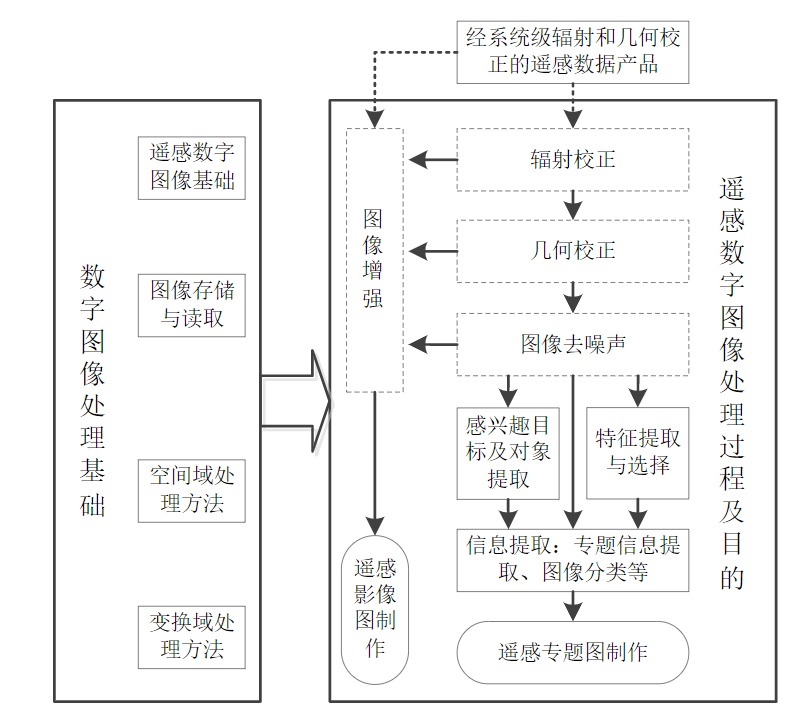 经系统级辐射和几何校
正的遥感数据产品
数字图像处理基础
遥感数字
图像基础
图像存储
与读取
空间域处
理方法
变换域处
理方法
图像增强
辐射校正
几何校正
图像去噪声
感兴趣目
标及对象
提取
特征提取
与选择
信息提取：专题信息提
取、图像分类等
遥感
影像
图制
作
遥感专题图制作
遥感数字图像处理过程及目的